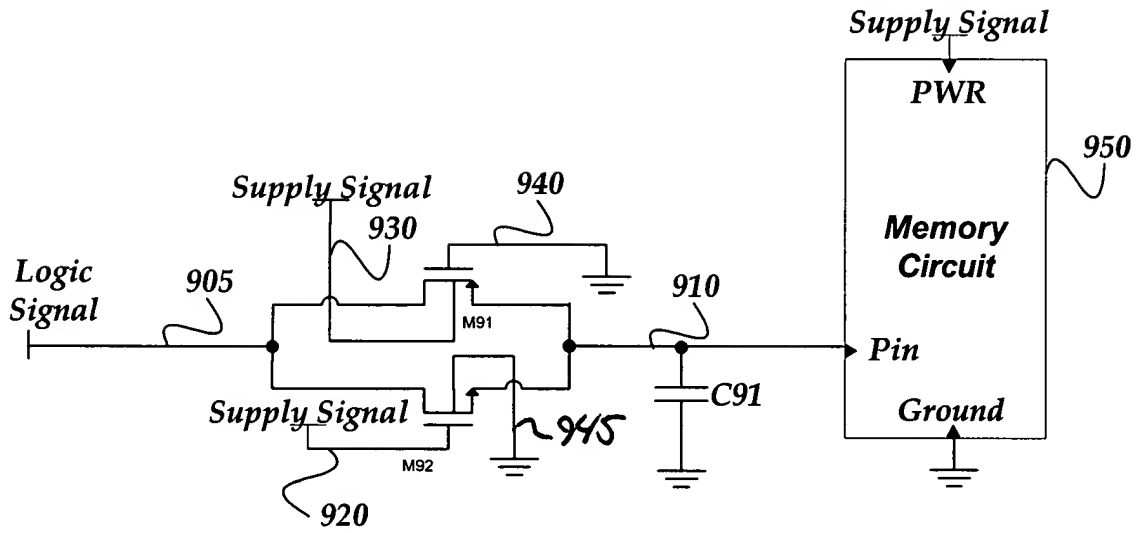 Supply Signal
PWR
950
Supply Signal
940
930
Memory
Circuit
Logic
Signal
905
910
M91
Pin
C91
Supply Signal
Ground
945
M92
920